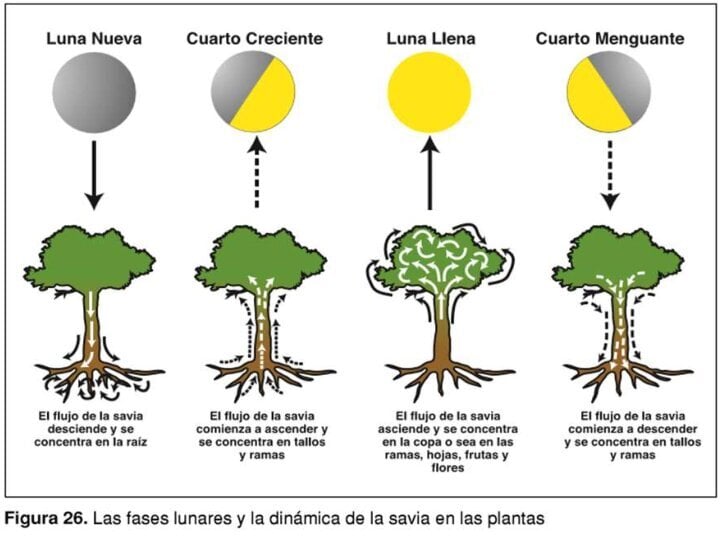 Luna Nueva
Cuarto Creciente
Luna Llena
Cuarto Menguante
El flujo de la savia
desciende y se
concentra en la raíz
El flujo de la savia
comienza a ascender y
se concentra en tallos
y ramas
El flujo de la savia
asciende y se concentra
en la copa o sea en las
ramas, hojas, frutas y
flores
El flujo de la savia
comienza a descender
y se concentra en tallos
y ramas
Figura 26. Las fases lunares y la dinámica de la savia en las plantas